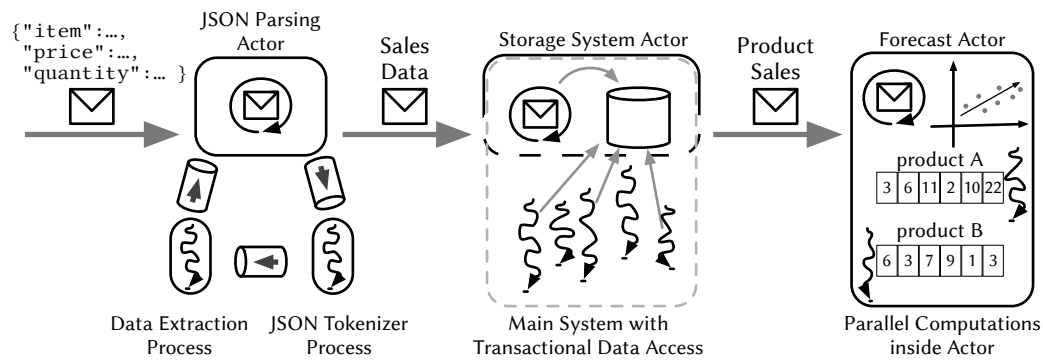 {"item":…,
"price":…,
"quantity":… }
JSON Parsing
Actor
Sales
Data
Storage System Actor
Product
Sales
Forecast Actor
product A
3 6 11 2 10 22
product B
6 3 7 9 1 3
Data Extraction
Process
JSON Tokenizer
Process
Main System with
Transactional Data Access
Parallel Computations
inside Actor